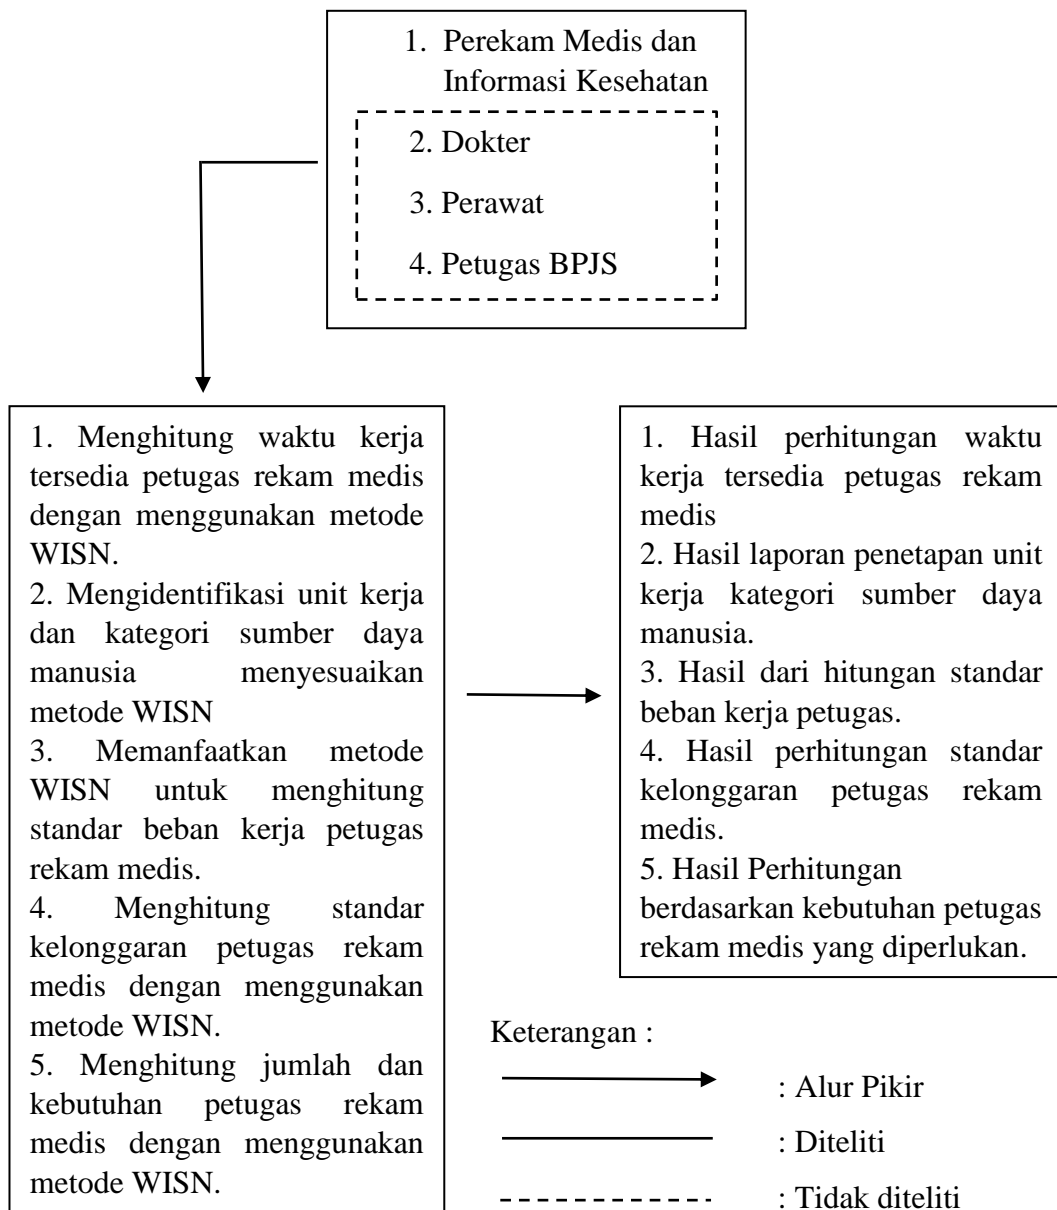 1. Perekam Medis dan
Informasi Kesehatan
2. Dokter
3. Perawat
4. Petugas BPJS
1. Menghitung waktu kerja
tersedia petugas rekam medis
dengan menggunakan metode
WISN.
2. Mengidentifikasi unit kerja
dan kategori sumber daya
manusia menyesuaikan
metode WISN
3. Memanfaatkan metode
WISN untuk menghitung
standar beban kerja petugas
rekam medis.
4. Menghitung standar
kelonggaran petugas rekam
medis dengan menggunakan
metode WISN.
5. Menghitung jumlah dan
kebutuhan petugas rekam
medis dengan menggunakan
metode WISN.
1. Hasil perhitungan waktu
kerja tersedia petugas rekam
medis
2. Hasil laporan penetapan unit
kerja kategori sumber daya
manusia.
3. Hasil dari hitungan standar
beban kerja petugas.
4. Hasil perhitungan standar
kelonggaran petugas rekam
medis.
5. Hasil Perhitungan
berdasarkan kebutuhan petugas
rekam medis yang diperlukan.
Keterangan :
: Alur Pikir
: Diteliti
: Tidak diteliti